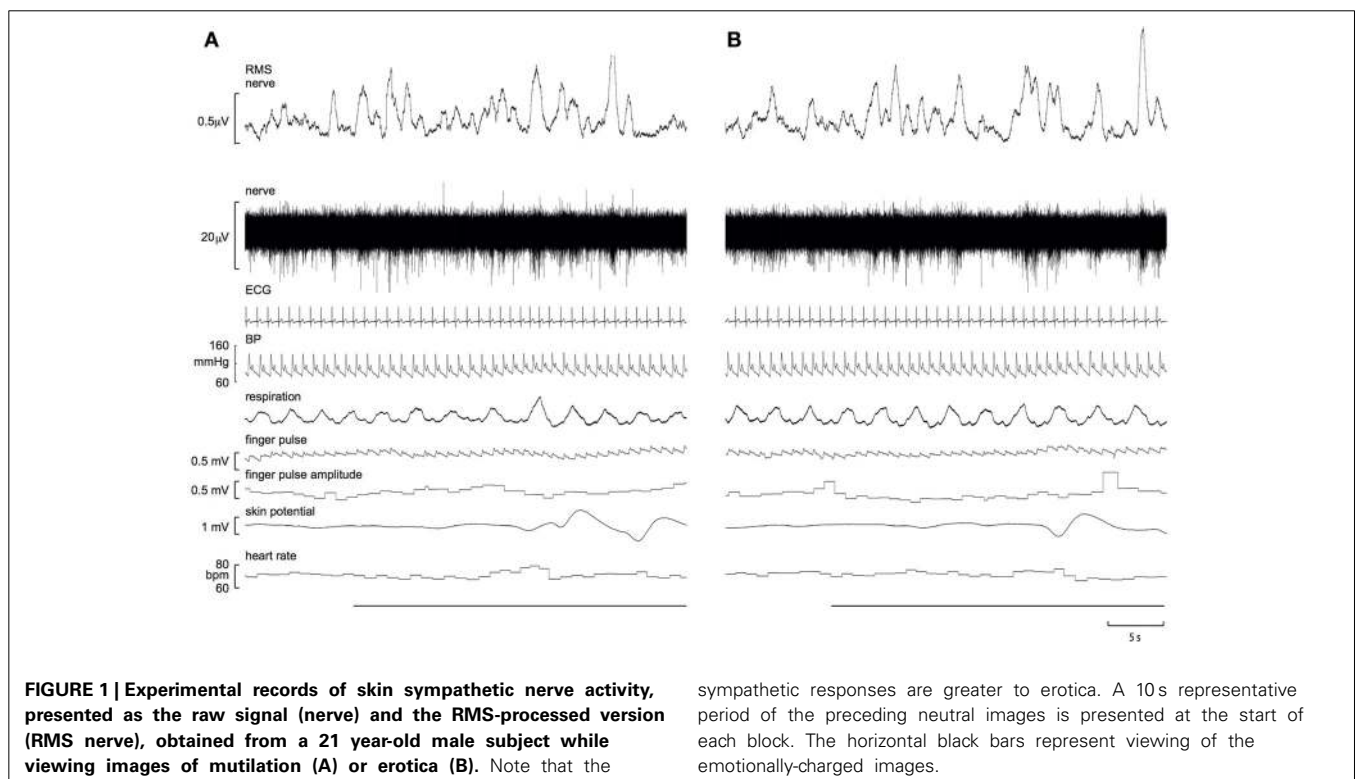 A
B
RMS
nerve
0.5µV
nerve
20µV
ECG
BP
160
mmHg
60
respiration
finger pulse
0.5 mV
finger pulse amplitude
0.5 mV
skin potential
1 mV
heart rate
80
bpm
60
5 s
FIGURE 1 | Experimental records of skin sympathetic nerve activity,
presented as the raw signal (nerve) and the RMS-processed version
(RMS nerve), obtained from a 21 year-old male subject while
viewing images of mutilation (A) or erotica (B). Note that the
sympathetic responses are greater to erotica. A 10 s representative
period of the preceding neutral images is presented at the start of
each block. The horizontal black bars represent viewing of the
emotionally-charged images.